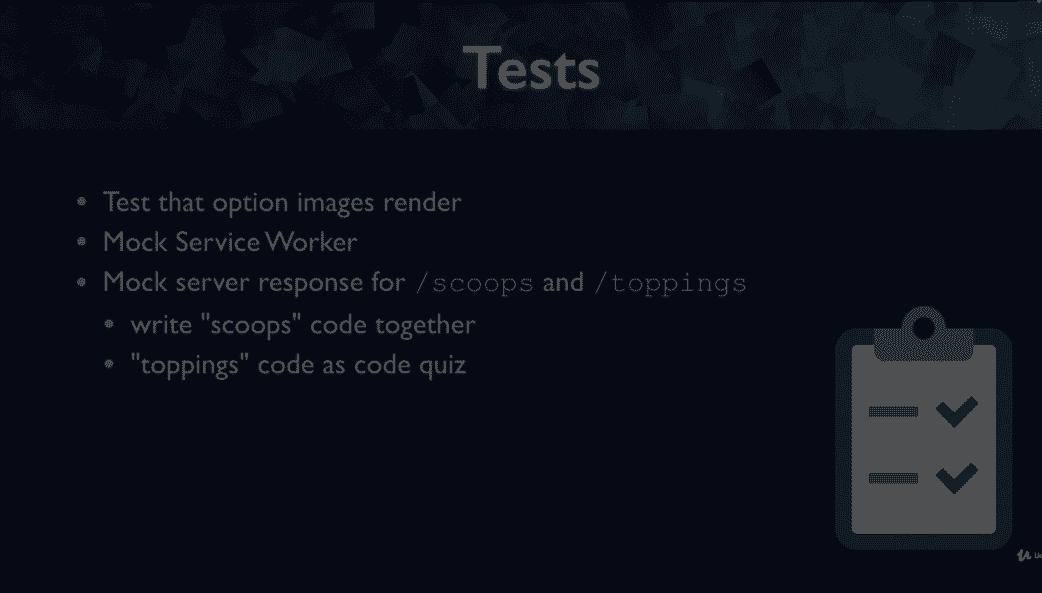 Tests
• Test that option images render
• Mock Service Worker
• Mock server response for /scoops and /toppings
• write "scoops" code together
• "toppings" code as code quiz